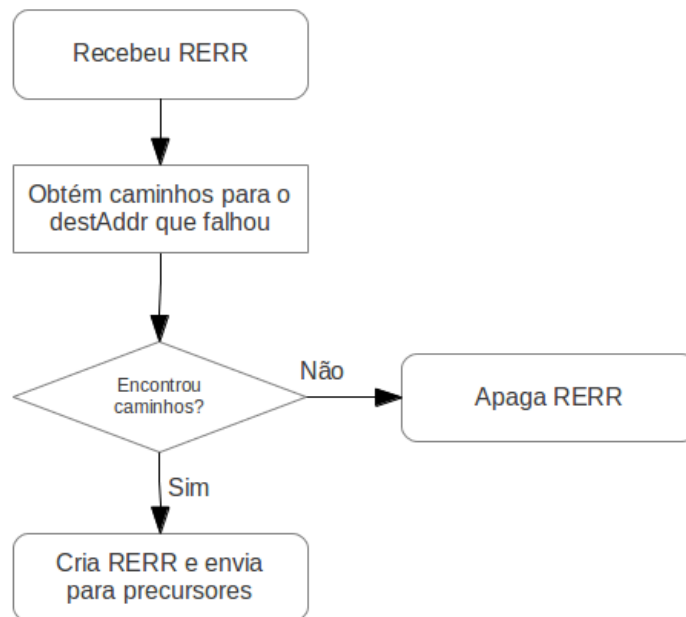 Recebeu RERR
Obtém caminhos para o
destAddr que falhou
Encontrou
caminhos?
Não
Apaga RERR
Sim
Cria RERR e envia
para precursores